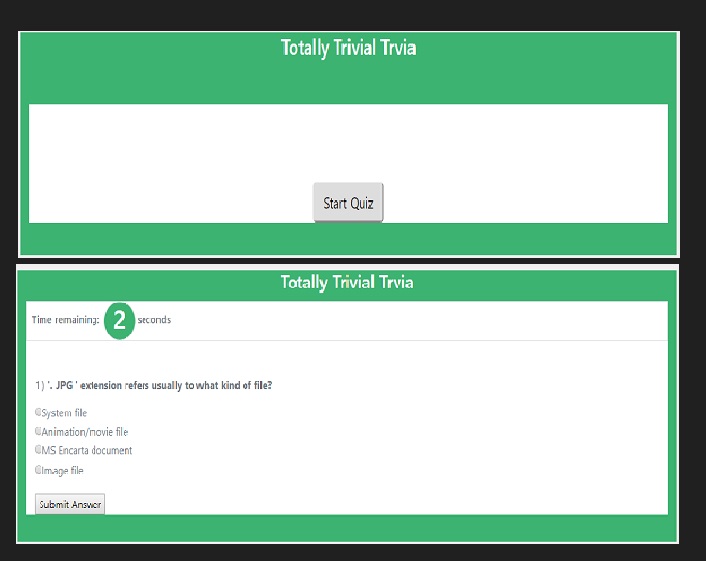 Totally Trivial Trvia
Start Quiz
Totally Trivial Trvia
Time remaining: 2 seconds
1) '. JPG ' extension refers usually to what kind of file?
System file
Animation/movie file
MS Encarta document
Image file
Submit Answer